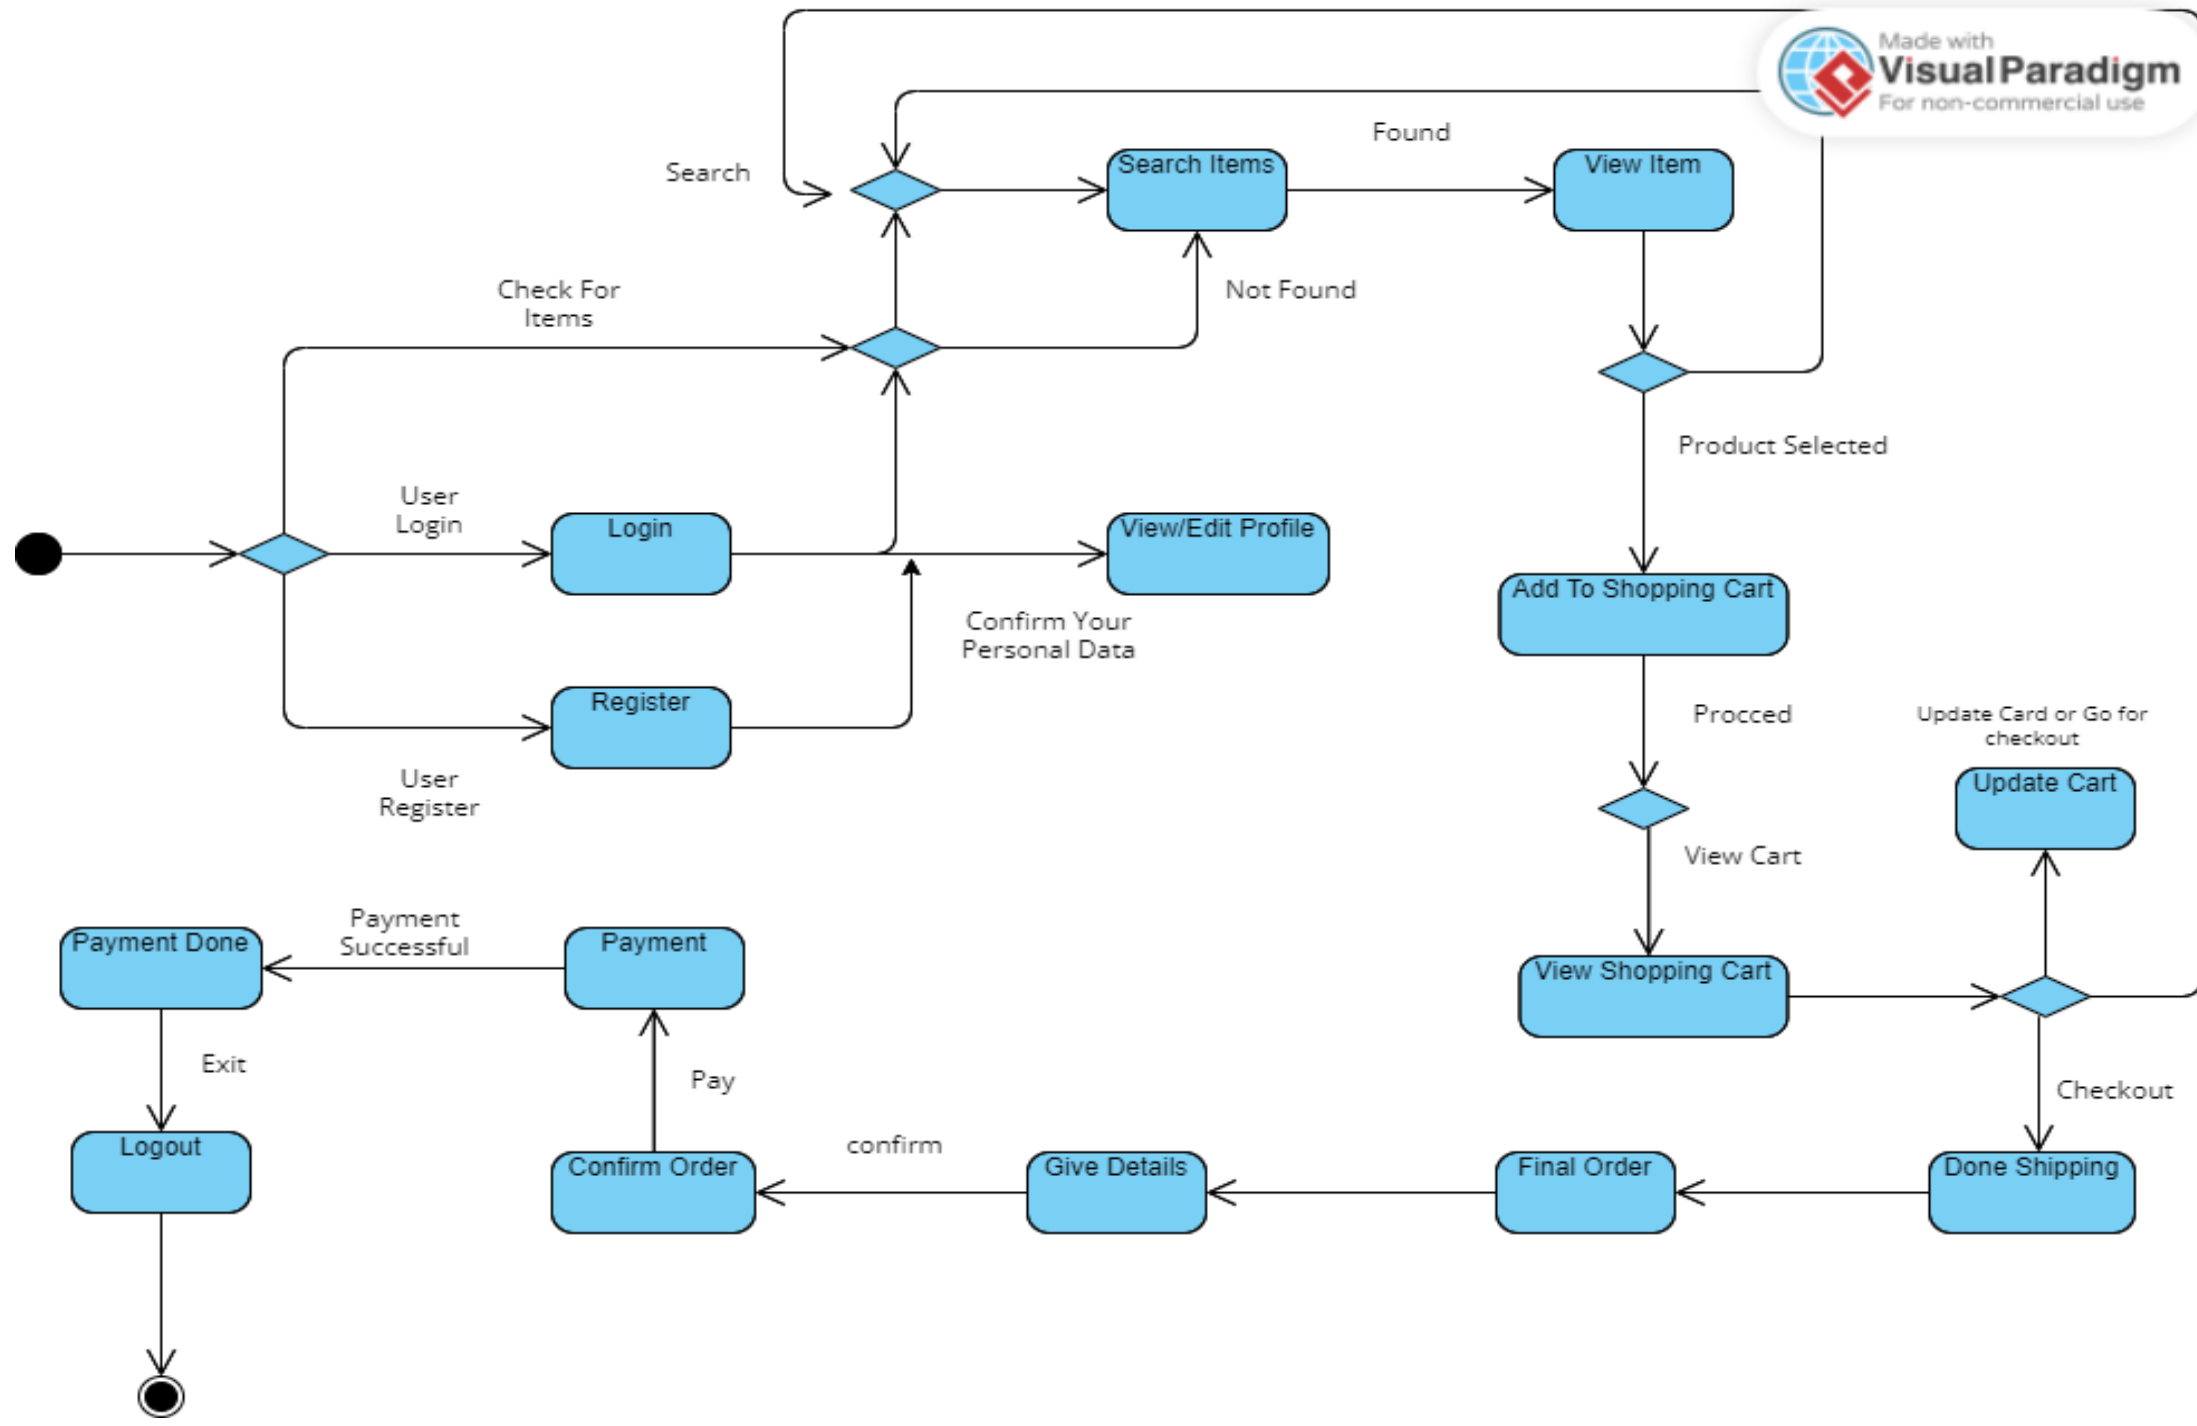 Made with
Visual Paradigm
For non-commercial use
Found
Search Items
View Item
Search
Check For
Items
Not Found
Product Selected
User
Login
Login
View/Edit Profile
Add To Shopping Cart
Confirm Your
Personal Data
Register
Procced
Update Card or Go for
checkout
User
Register
Update Cart
View Cart
Payment
Successful
Payment Done
Payment
View Shopping Cart
Exit
Pay
Checkout
Logout
confirm
Confirm Order
Give Details
Final Order
Done Shipping